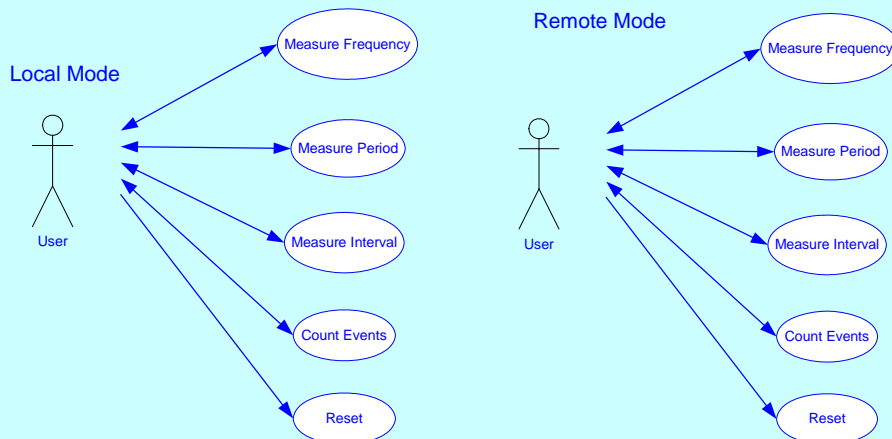 Local Mode
Measure Frequency
Measure Period
Measure Interval
Count Events
Reset
User
Remote Mode
Measure Frequency
Measure Period
Measure Interval
Count Events
Reset
User